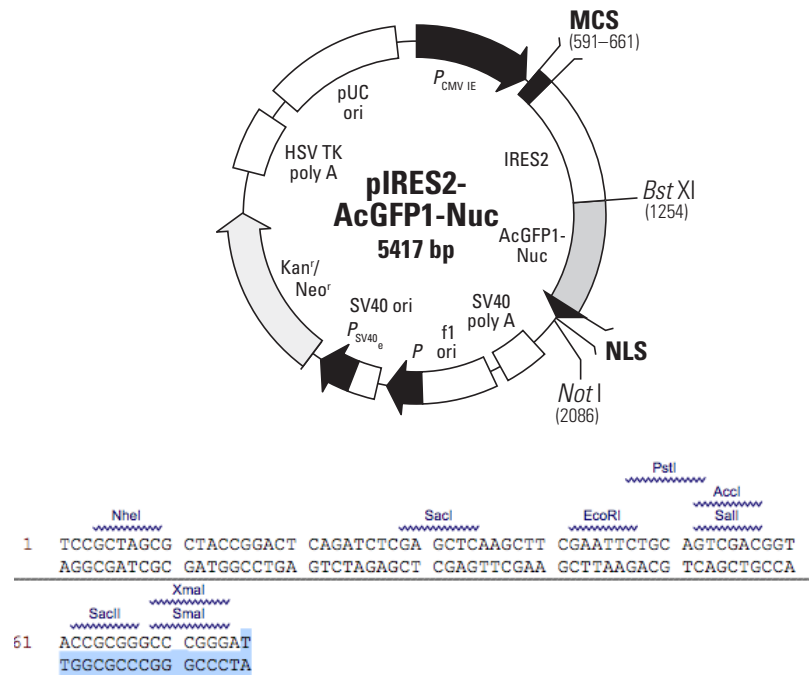 MCS
(591–661)
P CMV IE
pUC
ori
IRES2
HSV TK
poly A
pIRES2-
AcGFP1-Nuc
5417 bp
Bst XI
(1254)
AcGFP1-
Nuc
Kanʳ/
Neoʳ
SV40 ori
P SV40e
SV40
poly A
f1
ori
P
NLS
Not I
(2086)
PstI
NheI SacI EcoRI AccI
SalI
1 TCCGCTAGCG CTACCGGACT CAGATCTCGA GCTCAAGCTT CGAATTCTGC AGTCGACGGT
AGGCGATCGC GATGGCCTGA GTCTAGAGCT CGAGTTCGAA GCTTAAGACG TCAGCTGCCA
XmaI
SacII SmaI
61 ACCGCGGGCC CGGGAT
TGGCGCCCGG GCCCTA